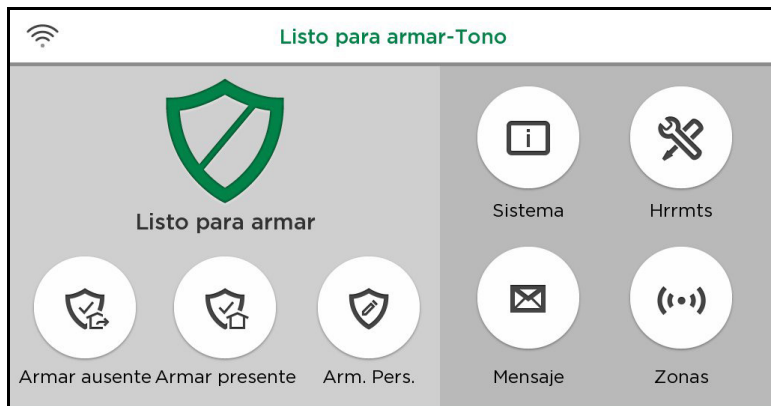 Listo para armar-Tono
Listo para armar
Armar ausente Armar presente Arm. Pers.
Sistema Hrrmts
Mensaje Zonas